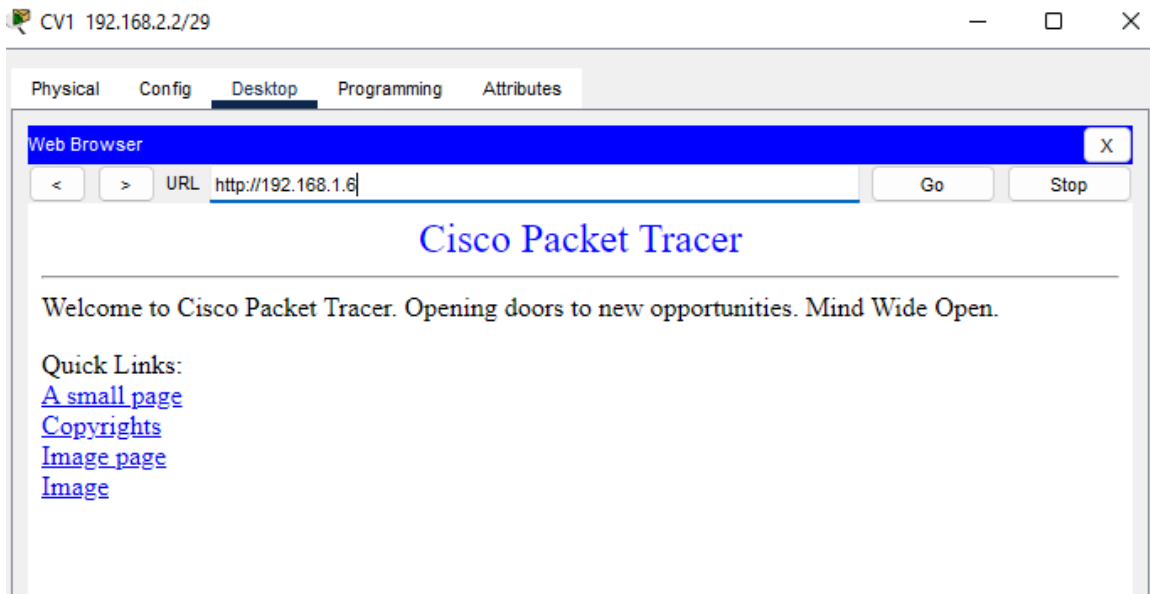 CV1 192.168.2.2/29
Physical Config Desktop Programming Attributes
Web Browser X
< > URL http://192.168.1.6 Go Stop
Cisco Packet Tracer
Welcome to Cisco Packet Tracer. Opening doors to new opportunities. Mind Wide Open.
Quick Links:
A small page
Copyrights
Image page
Image